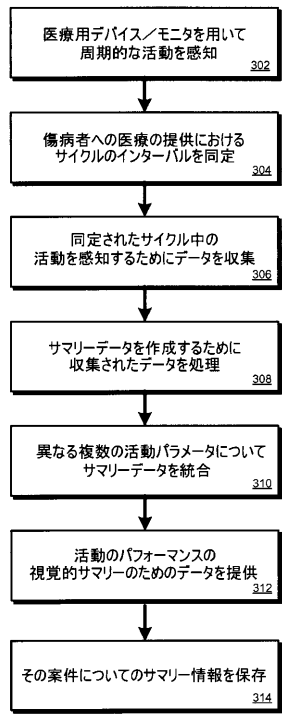 医療用デバイス／モニタを用いて
周期的な活動を感知
302
傷病者への医療の提供における
サイクルのインターバルを同定
304
同定されたサイクル中の
活動を感知するためにデータを収集
306
サマリーデータを作成するために
収集されたデータを処理
308
異なる複数の活動パラメータについて
サマリーデータを統合
310
活動のパフォーマンスの
視覚的サマリーのためのデータを提供
312
その案件についてのサマリー情報を保存
314